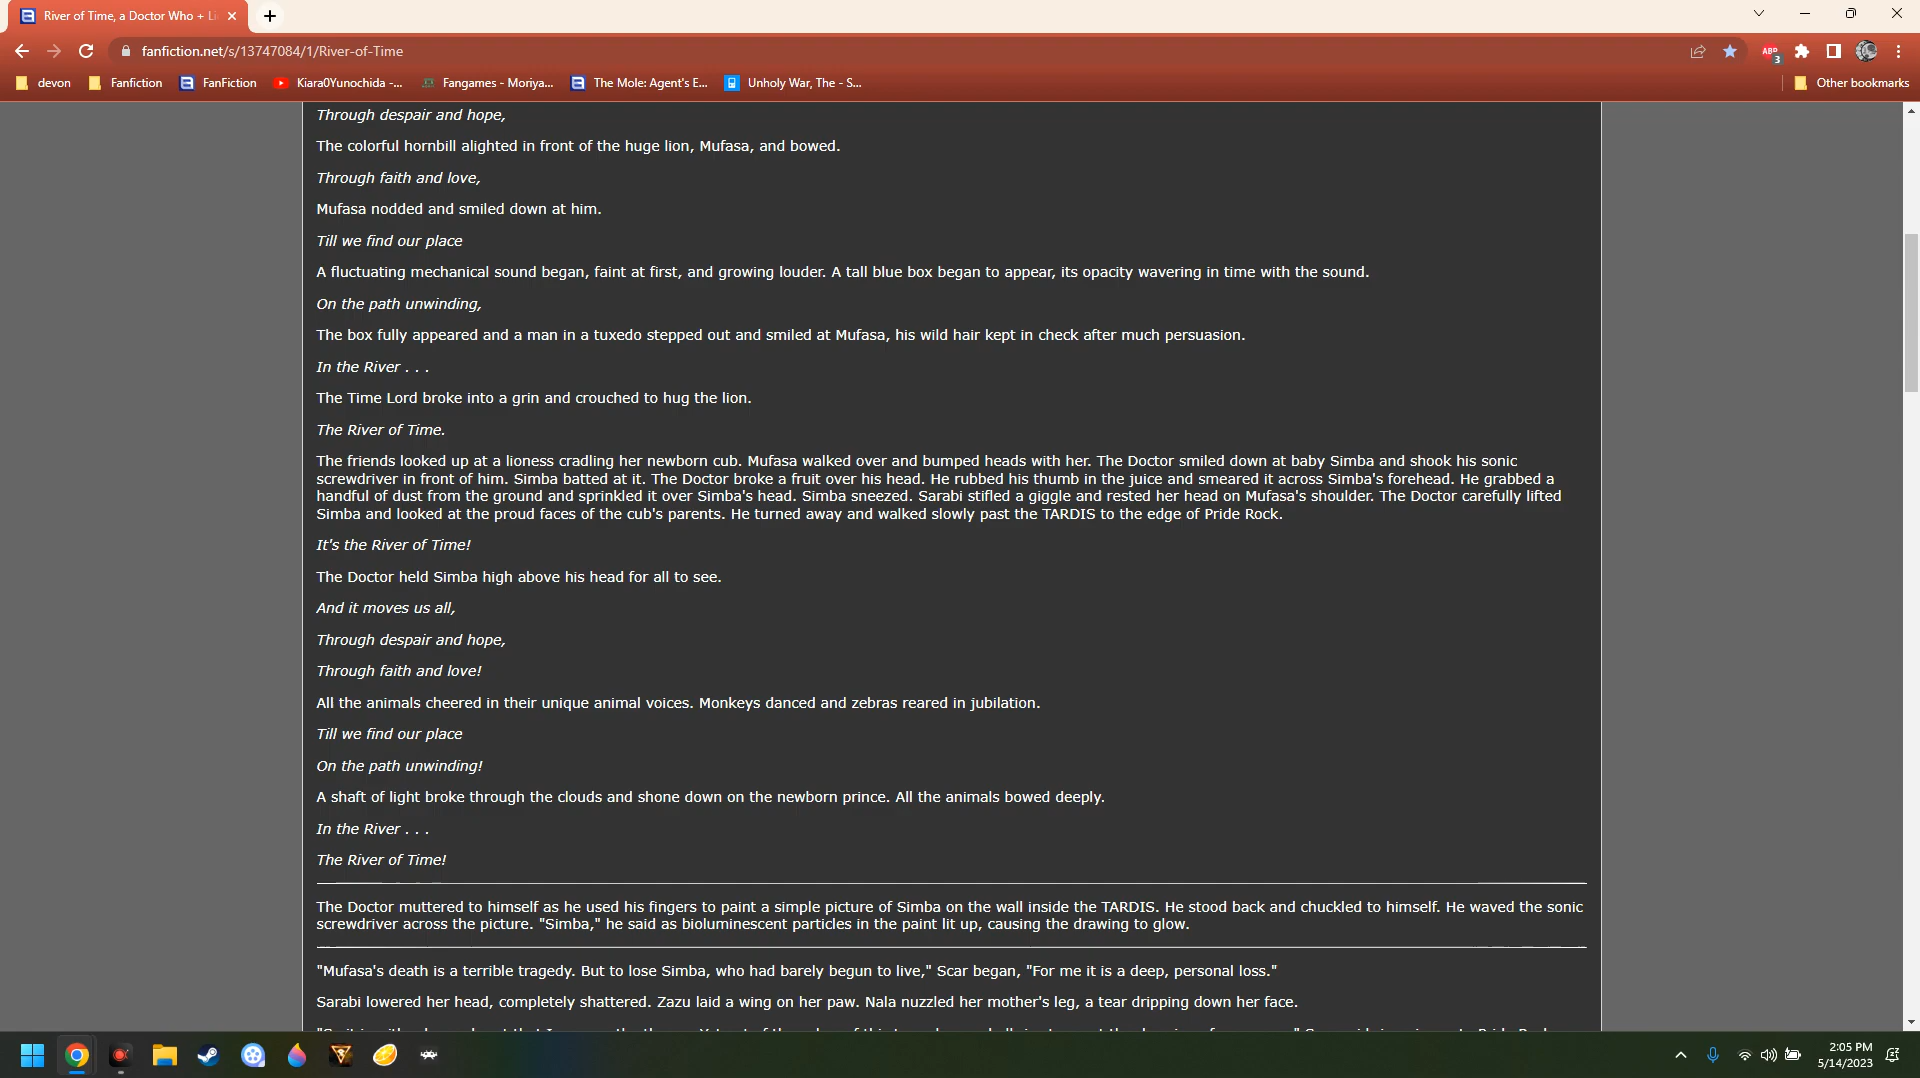 River of Time, a Doctor Who + Li
fanfiction.net/s/13747084/1/River-of-Time
ABP
3
devon
Fanfiction
FanFiction
Kiara0Yunochida -...
Fangames - Moriya...
The Mole: Agent's E...
Unholy War, The - S...
Other bookmarks
Through despair and hope,
The colorful hornbill alighted in front of the huge lion, Mufasa, and bowed.
Through faith and love,
Mufasa nodded and smiled down at him.
Till we find our place
A fluctuating mechanical sound began, faint at first, and growing louder. A tall blue box began to appear, its opacity wavering in time with the sound.
On the path unwinding,
The box fully appeared and a man in a tuxedo stepped out and smiled at Mufasa, his wild hair kept in check after much persuasion.
In the River . . .
The Time Lord broke into a grin and crouched to hug the lion.
The River of Time.
The friends looked up at a lioness cradling her newborn cub. Mufasa walked over and bumped heads with her. The Doctor smiled down at baby Simba and shook his sonic
screwdriver in front of him. Simba batted at it. The Doctor broke a fruit over his head. He rubbed his thumb in the juice and smeared it across Simba's forehead. He grabbed a
handful of dust from the ground and sprinkled it over Simba's head. Simba sneezed. Sarabi stifled a giggle and rested her head on Mufasa's shoulder. The Doctor carefully lifted
Simba and looked at the proud faces of the cub's parents. He turned away and walked slowly past the TARDIS to the edge of Pride Rock.
It's the River of Time!
The Doctor held Simba high above his head for all to see.
And it moves us all,
Through despair and hope,
Through faith and love!
All the animals cheered in their unique animal voices. Monkeys danced and zebras reared in jubilation.
Till we find our place
On the path unwinding!
A shaft of light broke through the clouds and shone down on the newborn prince. All the animals bowed deeply.
In the River . . .
The River of Time!
The Doctor muttered to himself as he used his fingers to paint a simple picture of Simba on the wall inside the TARDIS. He stood back and chuckled to himself. He waved the sonic
screwdriver across the picture. "Simba," he said as bioluminescent particles in the paint lit up, causing the drawing to glow.
"Mufasa's death is a terrible tragedy. But to lose Simba, who had barely begun to live," Scar began, "For me it is a deep, personal loss."
Sarabi lowered her head, completely shattered. Zazu laid a wing on her paw. Nala nuzzled her mother's leg, a tear dripping down her face.
2:05 PM
5/14/2023